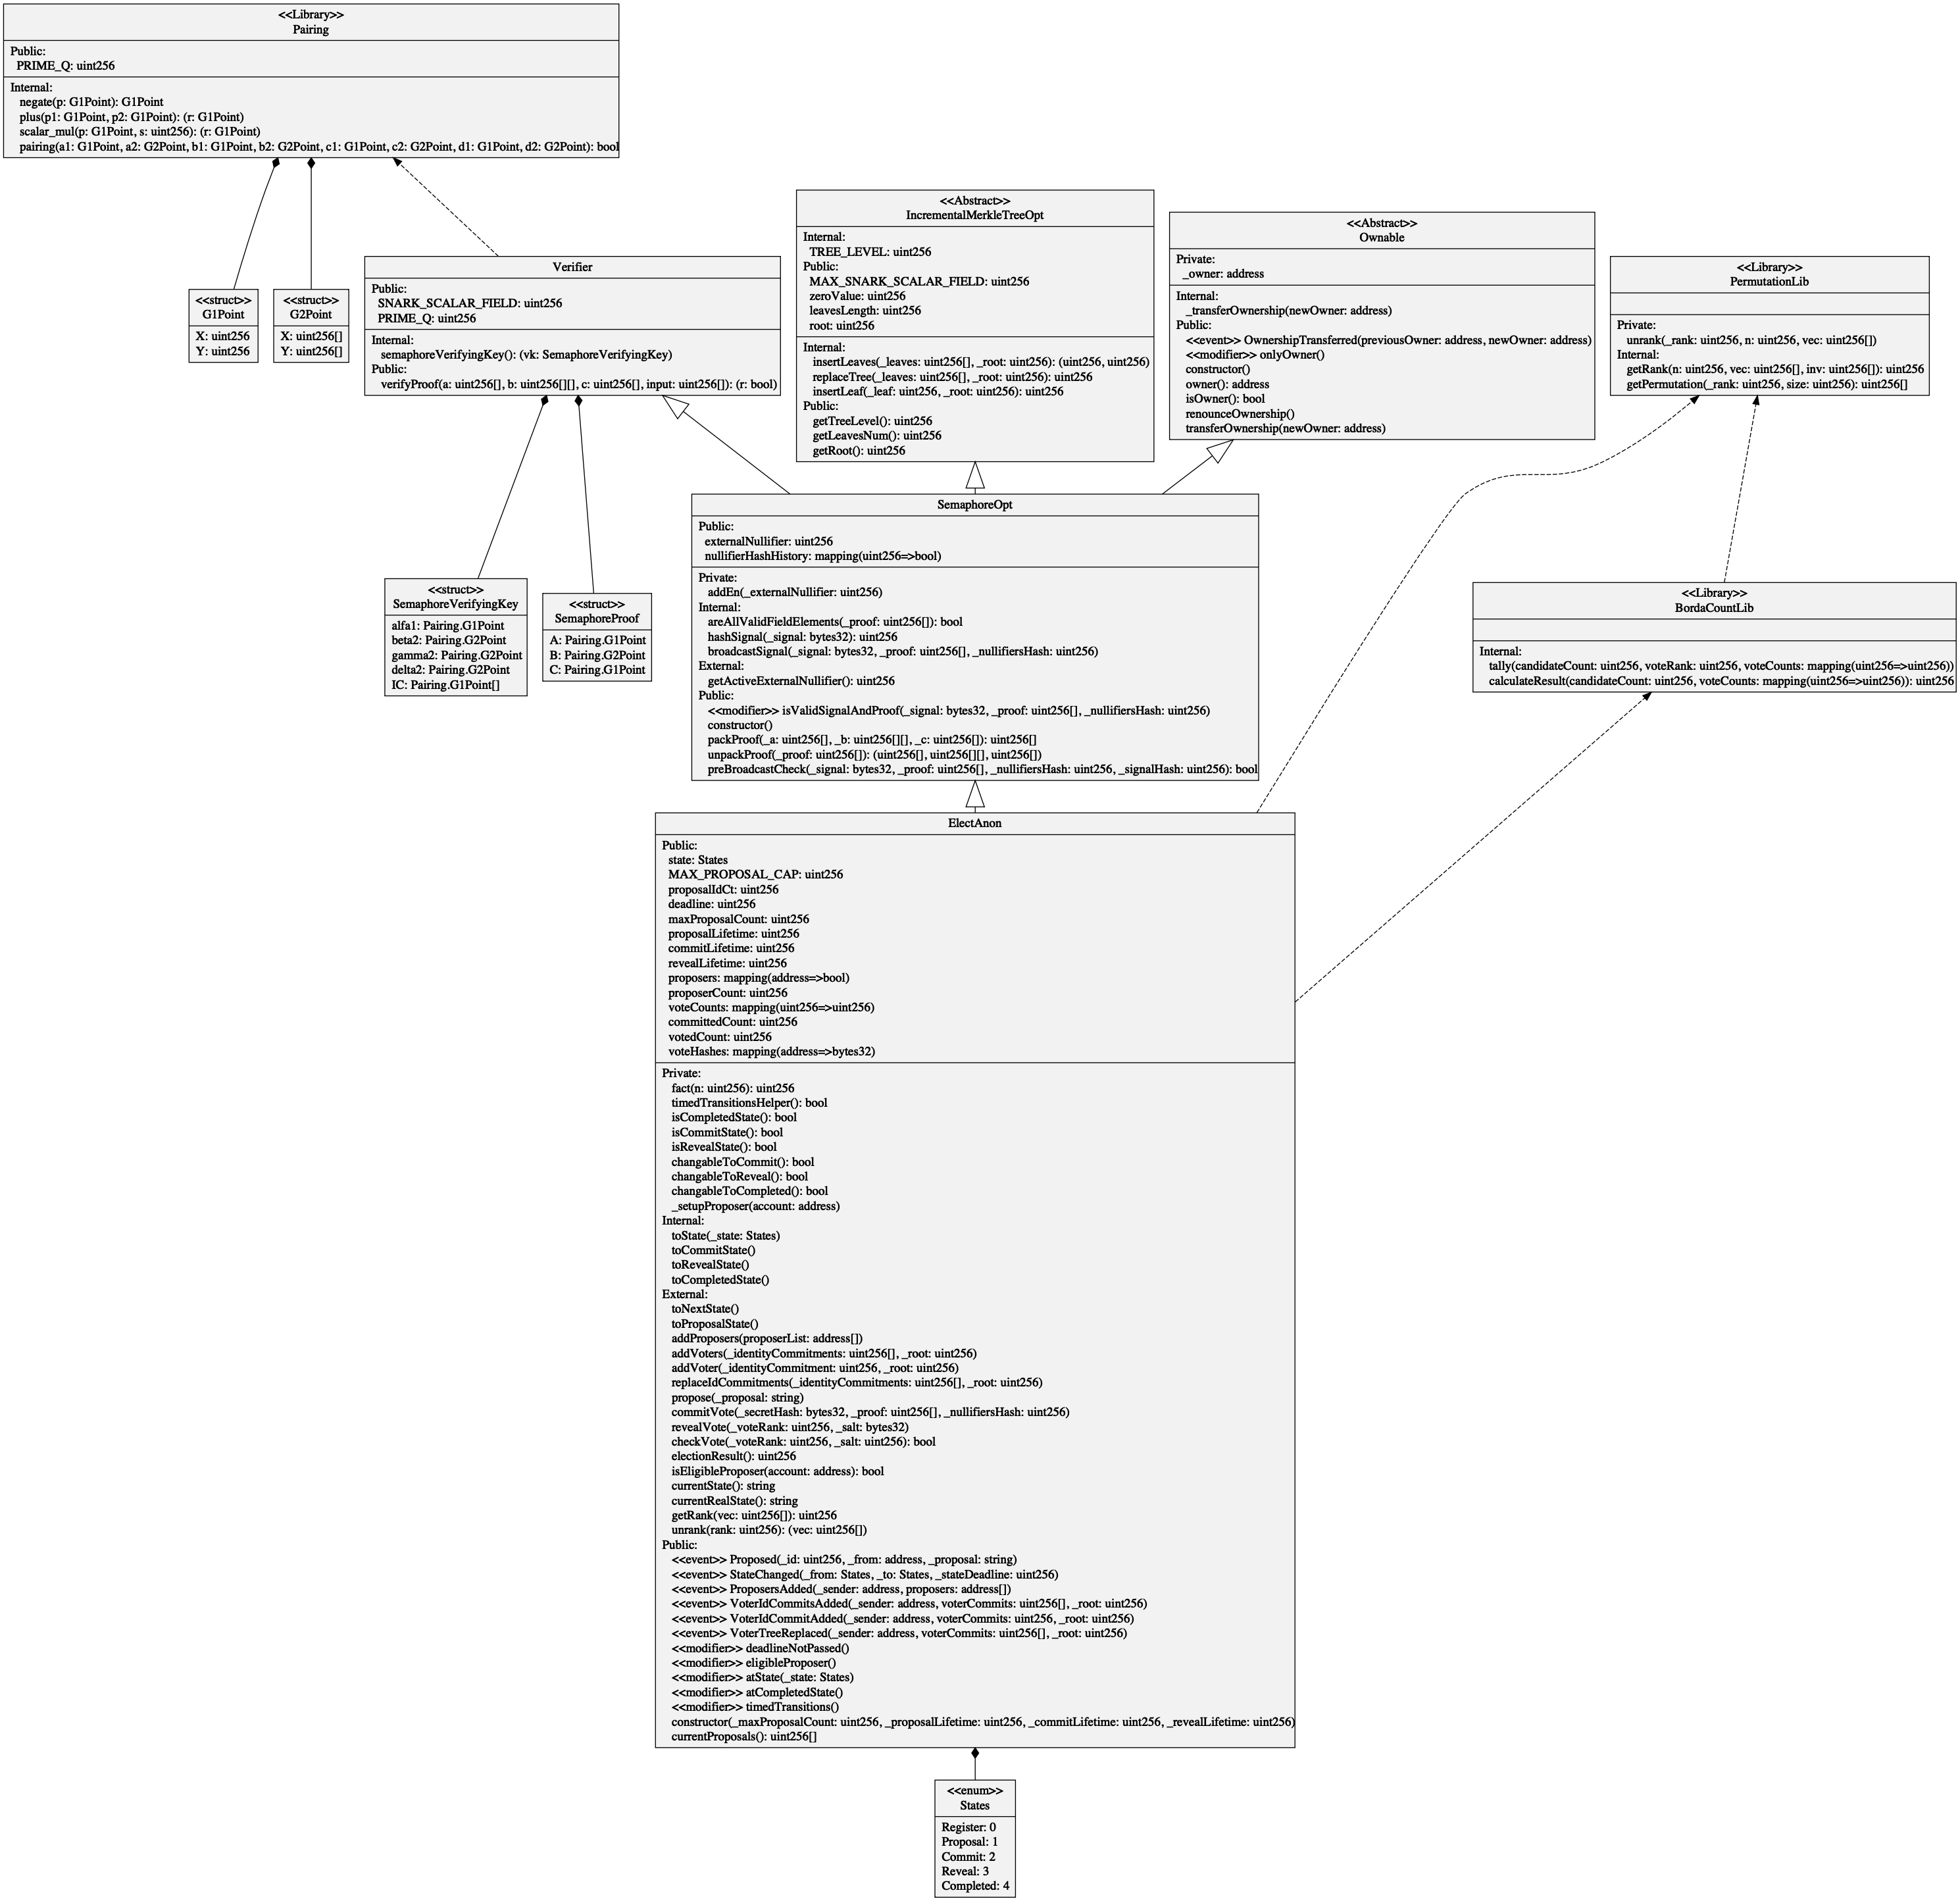 <<Library>>
Pairing
Public:
PRIME_Q: uint256
Internal:
negate(p: G1Point): G1Point
plus(p1: G1Point, p2: G1Point): (r: G1Point)
scalar_mul(p: G1Point, s: uint256): (r: G1Point)
pairing(a1: G1Point, a2: G2Point, b1: G1Point, b2: G2Point, c1: G1Point, c2: G2Point, d1: G1Point, d2: G2Point): bool
<<struct>>
G1Point
X: uint256
Y: uint256
<<struct>>
G2Point
X: uint256[]
Y: uint256[]
Verifier
Public:
SNARK_SCALAR_FIELD: uint256
PRIME_Q: uint256
Internal:
semaphoreVerifyingKey(): (vk: SemaphoreVerifyingKey)
Public:
verifyProof(a: uint256[], b: uint256[][], c: uint256[], input: uint256[]): (r: bool)
<<Abstract>>
IncrementalMerkleTreeOpt
Internal:
TREE_LEVEL: uint256
Public:
MAX_SNARK_SCALAR_FIELD: uint256
zeroValue: uint256
leavesLength: uint256
root: uint256
Internal:
insertLeaves(_leaves: uint256[], _root: uint256): (uint256, uint256)
replaceTree(_leaves: uint256[], _root: uint256): uint256
insertLeaf(_leaf: uint256, _root: uint256): uint256
Public:
getTreeLevel(): uint256
getLeavesNum(): uint256
getRoot(): uint256
<<Abstract>>
Ownable
Private:
_owner: address
Internal:
_transferOwnership(newOwner: address)
Public:
<<event>> OwnershipTransferred(previousOwner: address, newOwner: address)
<<modifier>> onlyOwner()
constructor()
owner(): address
isOwner(): bool
renounceOwnership()
transferOwnership(newOwner: address)
<<Library>>
PermutationLib
Private:
unrank(_rank: uint256, n: uint256, vec: uint256[])
Internal:
getRank(n: uint256, vec: uint256[], inv: uint256[]): uint256
getPermutation(_rank: uint256, size: uint256): uint256[]
<<struct>>
SemaphoreVerifyingKey
alfa1: Pairing.G1Point
beta2: Pairing.G2Point
gamma2: Pairing.G2Point
delta2: Pairing.G2Point
IC: Pairing.G1Point[]
<<struct>>
SemaphoreProof
A: Pairing.G1Point
B: Pairing.G2Point
C: Pairing.G1Point
SemaphoreOpt
Public:
externalNullifier: uint256
nullifierHashHistory: mapping(uint256=>bool)
Private:
addEn(_externalNullifier: uint256)
Internal:
areAllValidFieldElements(_proof: uint256[]): bool
hashSignal(_signal: bytes32): uint256
broadcastSignal(_signal: bytes32, _proof: uint256[], _nullifiersHash: uint256)
External:
getActiveExternalNullifier(): uint256
Public:
<<modifier>> isValidSignalAndProof(_signal: bytes32, _proof: uint256[], _nullifiersHash: uint256)
constructor()
packProof(_a: uint256[], _b: uint256[][], _c: uint256[]): uint256[]
unpackProof(_proof: uint256[]): (uint256[], uint256[][], uint256[])
preBroadcastCheck(_signal: bytes32, _proof: uint256[], _nullifiersHash: uint256, _signalHash: uint256): bool
<<Library>>
BordaCountLib
Internal:
tally(candidateCount: uint256, voteRank: uint256, voteCounts: mapping(uint256=>uint256))
calculateResult(candidateCount: uint256, voteCounts: mapping(uint256=>uint256)): uint256
ElectAnon
Public:
state: States
MAX_PROPOSAL_CAP: uint256
proposalIdCt: uint256
deadline: uint256
maxProposalCount: uint256
proposalLifetime: uint256
commitLifetime: uint256
revealLifetime: uint256
proposers: mapping(address=>bool)
proposerCount: uint256
voteCounts: mapping(uint256=>uint256)
committedCount: uint256
votedCount: uint256
voteHashes: mapping(address=>bytes32)
Private:
fact(n: uint256): uint256
timedTransitionsHelper(): bool
isCompletedState(): bool
isCommitState(): bool
isRevealState(): bool
changableToCommit(): bool
changableToReveal(): bool
changableToCompleted(): bool
_setupProposer(account: address)
Internal:
toState(_state: States)
toCommitState()
toRevealState()
toCompletedState()
External:
toNextState()
toProposalState()
addProposers(proposerList: address[])
addVoters(_identityCommitments: uint256[], _root: uint256)
addVoter(_identityCommitment: uint256, _root: uint256)
replaceIdCommitments(_identityCommitments: uint256[], _root: uint256)
propose(_proposal: string)
commitVote(_secretHash: bytes32, _proof: uint256[], _nullifiersHash: uint256)
revealVote(_voteRank: uint256, _salt: bytes32)
checkVote(_voteRank: uint256, _salt: uint256): bool
electionResult(): uint256
isEligibleProposer(account: address): bool
currentState(): string
currentRealState(): string
getRank(vec: uint256[]): uint256
unrank(rank: uint256): (vec: uint256[])
Public:
<<event>> Proposed(_id: uint256, _from: address, _proposal: string)
<<event>> StateChanged(_from: States, _to: States, _stateDeadline: uint256)
<<event>> ProposersAdded(_sender: address, proposers: address[])
<<event>> VoterIdCommitsAdded(_sender: address, voterCommits: uint256[], _root: uint256)
<<event>> VoterIdCommitAdded(_sender: address, voterCommits: uint256, _root: uint256)
<<event>> VoterTreeReplaced(_sender: address, voterCommits: uint256[], _root: uint256)
<<modifier>> deadlineNotPassed()
<<modifier>> eligibleProposer()
<<modifier>> atState(_state: States)
<<modifier>> atCompletedState()
<<modifier>> timedTransitions()
constructor(_maxProposalCount: uint256, _proposalLifetime: uint256, _commitLifetime: uint256, _revealLifetime: uint256)
currentProposals(): uint256[]
<<enum>>
States
Register: 0
Proposal: 1
Commit: 2
Reveal: 3
Completed: 4